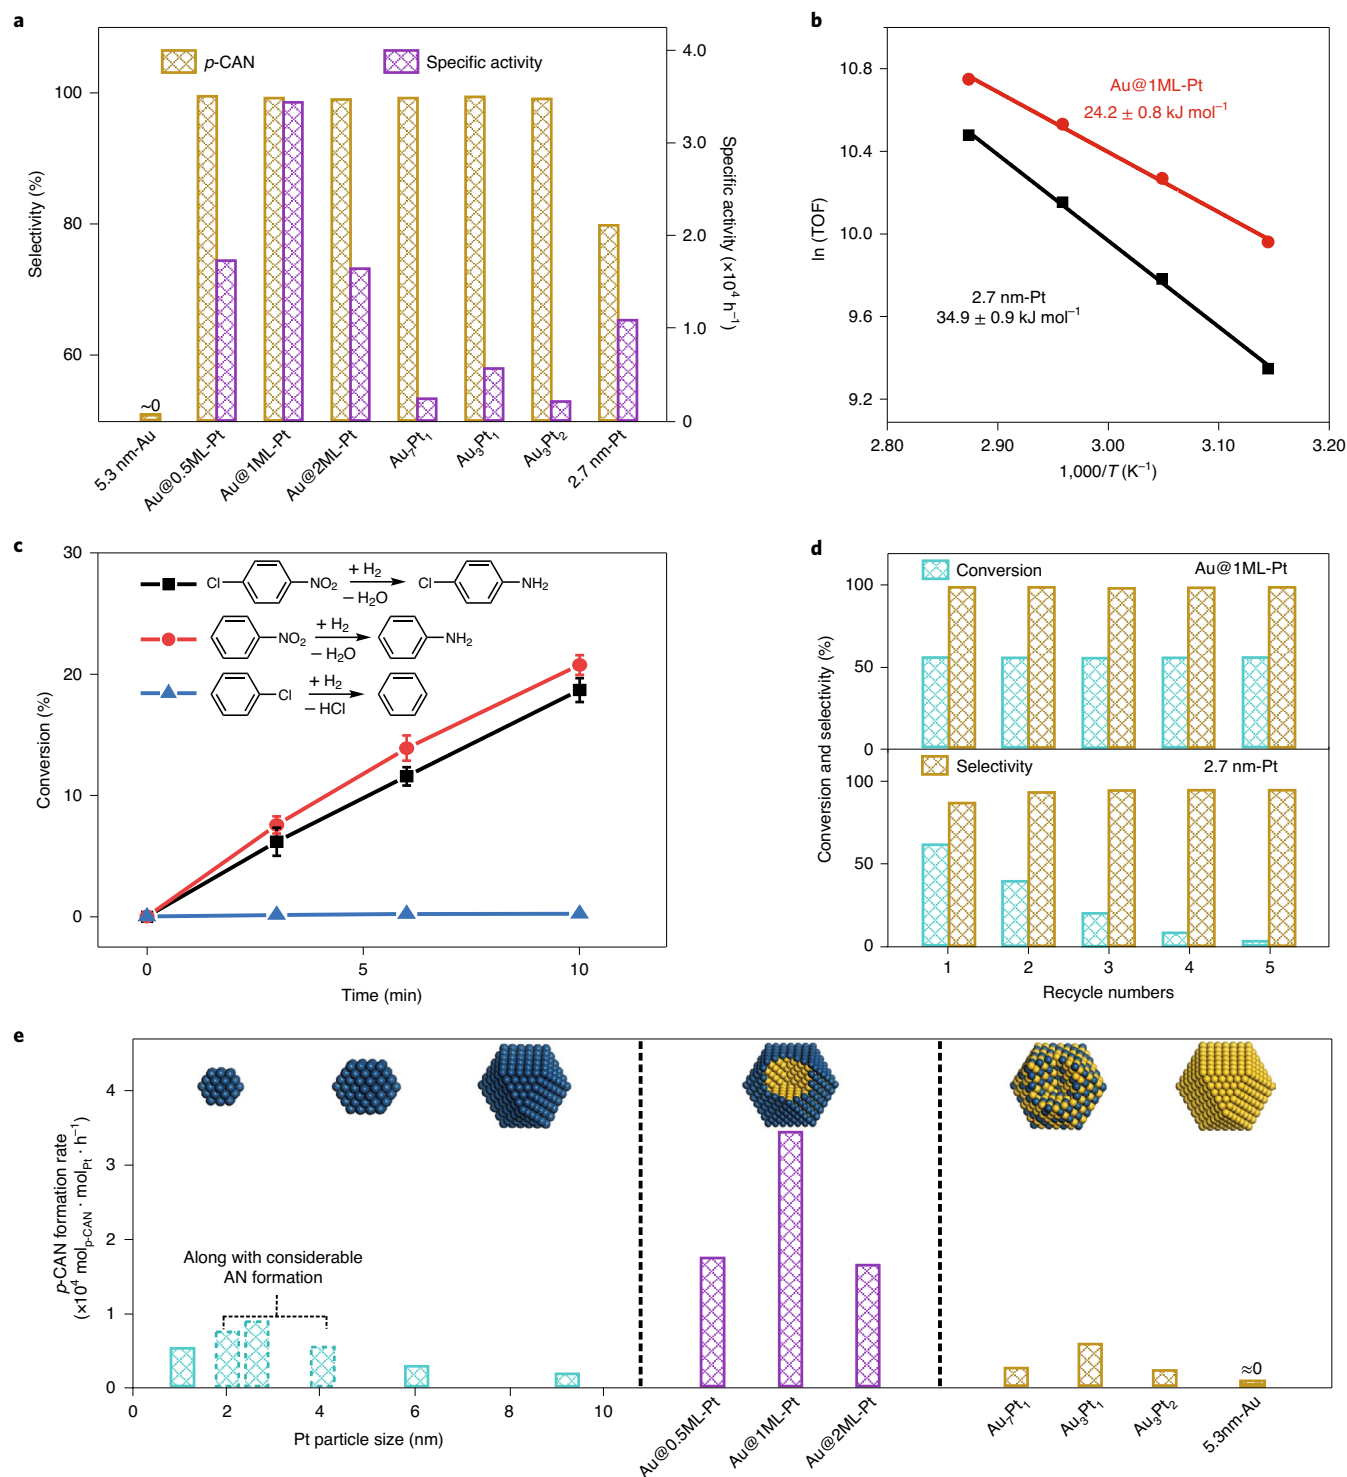 a
p-CAN
Specific activity
Selectivity (%)
100
80
60
4.0
3.0
2.0
1.0
0
Specific activity (×10⁴ h⁻¹)
~0
5.3 nm-Au
Au@0.5ML-Pt
Au@1ML-Pt
Au@2ML-Pt
Au₇Pt₁
Au₃Pt₁
Au₃Pt₂
2.7 nm-Pt
b
ln (TOF)
10.8
10.4
10.0
9.6
9.2
Au@1ML-Pt
24.2 ± 0.8 kJ mol⁻¹
2.7 nm-Pt
34.9 ± 0.9 kJ mol⁻¹
2.80
2.90
3.00
3.10
3.20
1,000/T (K⁻¹)
c
Conversion (%)
30
20
10
0
Cl NO₂ + H₂ – H₂O Cl NH₂
NO₂ + H₂ – H₂O NH₂
Cl + H₂ – HCl
0
5
10
Time (min)
d
Conversion and selectivity (%)
Conversion
Au@1ML-Pt
100
50
0
Selectivity
2.7 nm-Pt
100
50
0
1
2
3
4
5
Recycle numbers
e
p-CAN formation rate
(×10⁴ mol p-CAN · mol Pt · h⁻¹)
4
3
2
1
0
Along with considerable
AN formation
≈0
0
2
4
6
8
10
Pt particle size (nm)
Au@0.5ML-Pt
Au@1ML-Pt
Au@2ML-Pt
Au₇Pt₁
Au₃Pt₁
Au₃Pt₂
5.3nm-Au